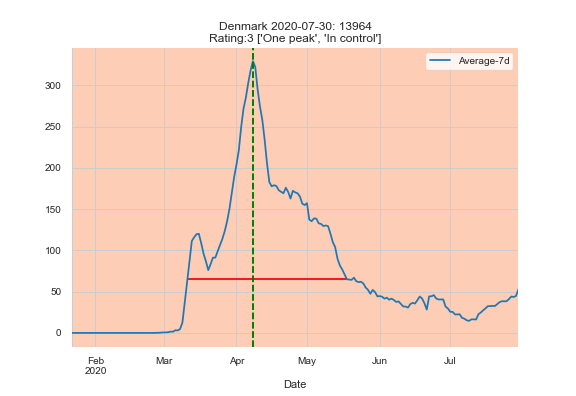 Denmark 2020-07-30: 13964
Rating:3 ['One peak', 'In control']
Average-7d
300
250
200
150
100
50
0
Feb Mar Apr May Jun Jul
2020
Date